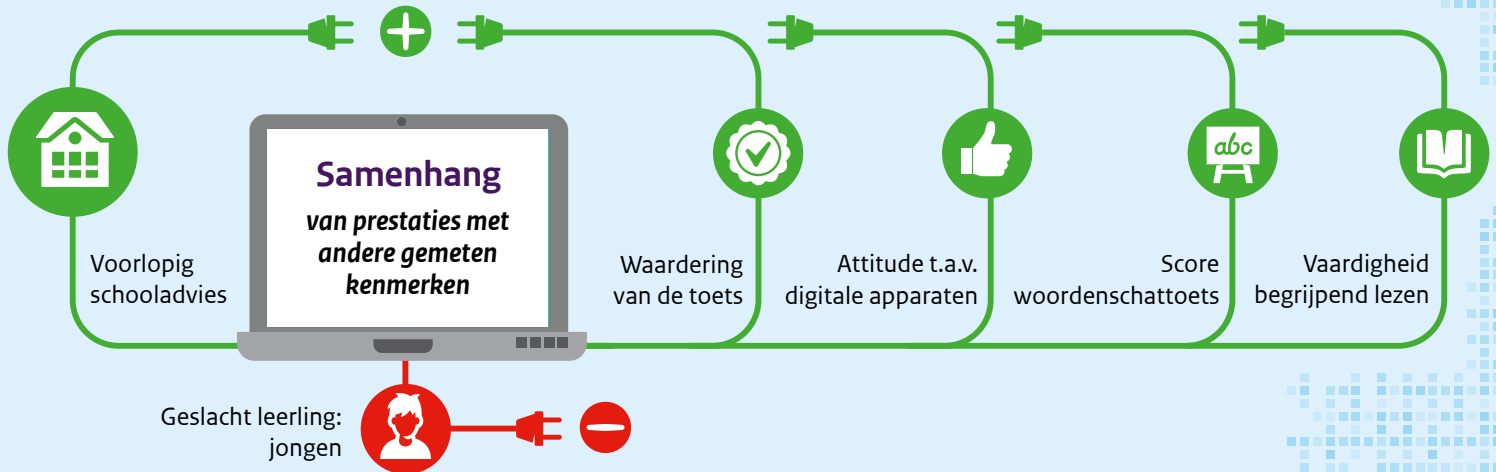 Samenhang
van prestaties met
andere gemeten
kenmerken
Voorlopig
schooladvies
Waardering
van de toets
Attitude t.a.v.
digitale apparaten
abc
Score
woordenschattoets
Vaardigheid
begrijpend lezen
Geslacht leerling:
jongen